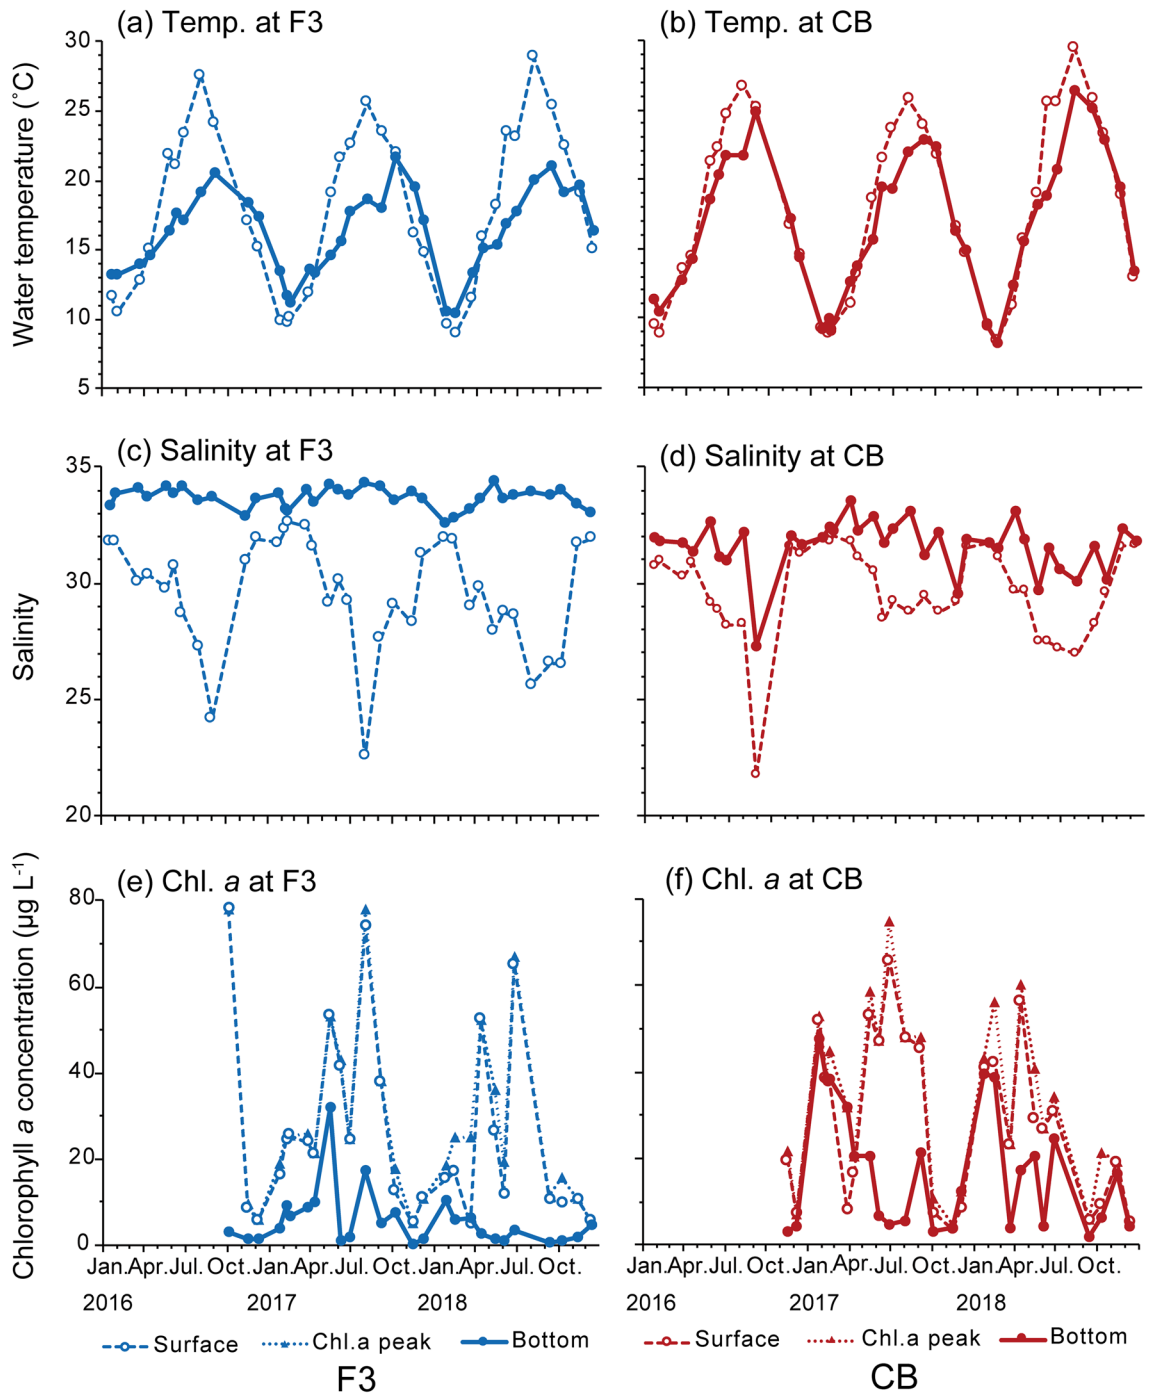 (a) Temp. at F3
(b) Temp. at CB
Water temperature (°C)
30
25
20
15
10
5
(c) Salinity at F3
(d) Salinity at CB
Salinity
35
30
25
20
(e) Chl. a at F3
(f) Chl. a at CB
Chlorophyll a concentration (µg L-1)
80
60
40
20
0
Jan. Apr. Jul. Oct. Jan. Apr. Jul. Oct. Jan. Apr. Jul. Oct.
Jan. Apr. Jul. Oct. Jan. Apr. Jul. Oct. Jan. Apr. Jul. Oct.
2016 2017 2018
2016 2017 2018
Surface Chl.a peak Bottom
Surface Chl.a peak Bottom
F3
CB